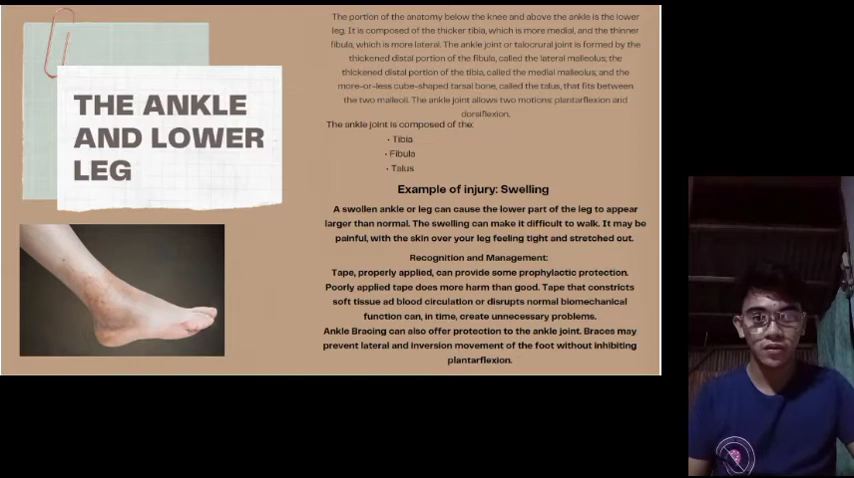 THE ANKLE
AND LOWER
LEG
The portion of the anatomy below the knee and above the ankle is the lower
leg. It is composed of the thicker tibia, which is more medial, and the thinner
fibula, which is more lateral. The ankle joint or talocrural joint is formed by the
thickened distal portion of the fibula, called the lateral malleolus; the
thickened distal portion of the tibia, called the medial malleolus; and the
more-or-less cube-shaped tarsal bone, called the talus, that fits between
the two malleoli. The ankle joint allows two motions: plantarflexion and
dorsiflexion.
The ankle joint is composed of the:
• Tibia
• Fibula
• Talus
Example of injury: Swelling
A swollen ankle or leg can cause the lower part of the leg to appear
larger than normal. The swelling can make it difficult to walk. It may be
painful, with the skin over your leg feeling tight and stretched out.
Recognition and Management:
Tape, properly applied, can provide some prophylactic protection.
Poorly applied tape does more harm than good. Tape that constricts
soft tissue ad blood circulation or disrupts normal biomechanical
function can, in time, create unnecessary problems.
Ankle Bracing can also offer protection to the ankle joint. Braces may
prevent lateral and inversion movement of the foot without inhibiting
plantarflexion.